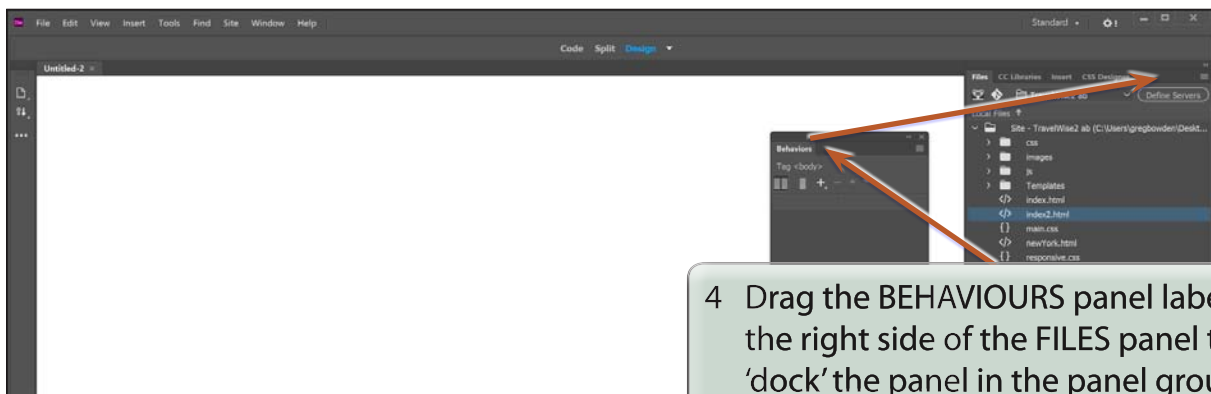 File Edit View Insert Tools Find Site Window Help Standard
Code Split Design
Untitled-2 ×
Files CC Libraries Insert CSS Designer
ab Define Servers
Local Files
Site - TravelWise2 ab (C:\Users\gregbowden\Deskt...
css
images
js
Templates
index.html
index2.html
main.css
newYork.html
responsive.css
Behaviors
Tag <body>
4 Drag the BEHAVIOURS panel
the right side of the FILES panel
'dock' the panel in the panel